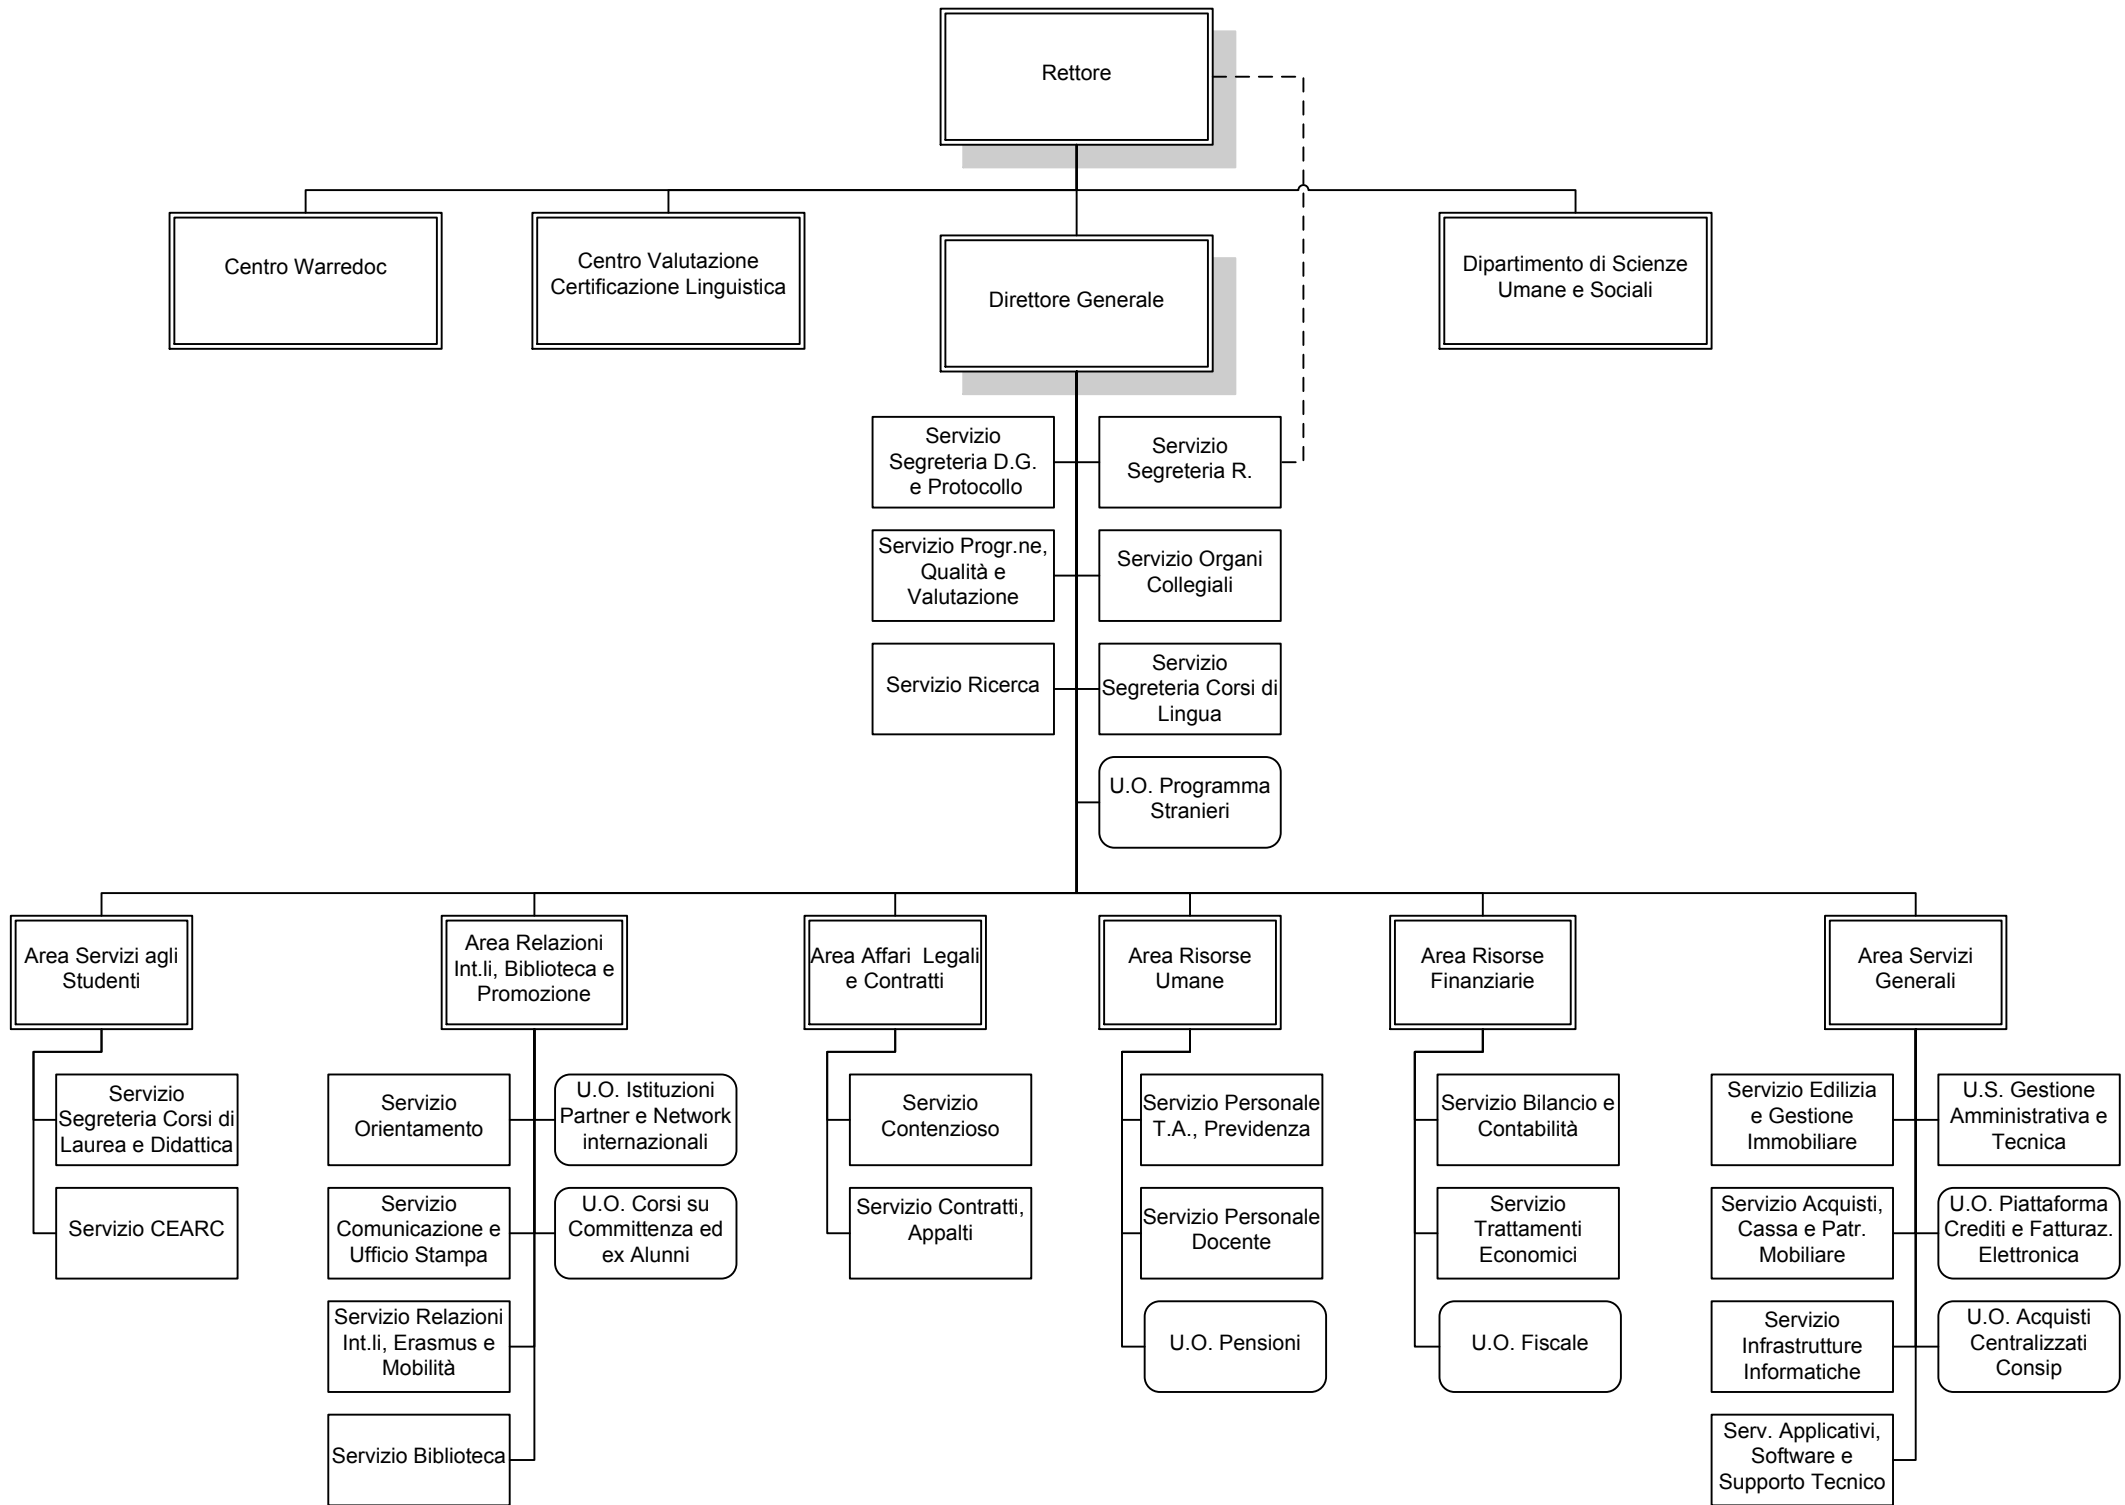 Rettore
Centro Warredoc
Centro Valutazione
Certificazione Linguistica
Direttore Generale
Dipartimento di Scienze
Umane e Sociali
Servizio
Segreteria D.G.
e Protocollo
Servizio
Segreteria R.
Servizio Progr.ne,
Qualità e
Valutazione
Servizio Organi
Collegiali
Servizio Ricerca
Servizio
Segreteria Corsi di
Lingua
U.O. Programma
Stranieri
Area Servizi agli
Studenti
Area Relazioni
Int.li, Biblioteca e
Promozione
Area Affari  Legali
e Contratti
Area Risorse
Umane
Area Risorse
Finanziarie
Area Servizi
Generali
Servizio
Segreteria Corsi di
Laurea e Didattica
Servizio CEARC
Servizio
Orientamento
U.O. Istituzioni
Partner e Network
internazionali
Servizio
Comunicazione e
Ufficio Stampa
U.O. Corsi su
Committenza ed
ex Alunni
Servizio Relazioni
Int.li, Erasmus e
Mobilità
Servizio Biblioteca
Servizio
Contenzioso
Servizio Contratti,
Appalti
Servizio Personale
T.A., Previdenza
Servizio Personale
Docente
U.O. Pensioni
Servizio Bilancio e
Contabilità
Servizio
Trattamenti
Economici
U.O. Fiscale
Servizio Edilizia
e Gestione
Immobiliare
U.S. Gestione
Amministrativa e
Tecnica
Servizio Acquisti,
Cassa e Patr.
Mobiliare
U.O. Piattaforma
Crediti e Fatturaz.
Elettronica
Servizio
Infrastrutture
Informatiche
U.O. Acquisti
Centralizzati
Consip
Serv. Applicativi,
Software e
Supporto Tecnico